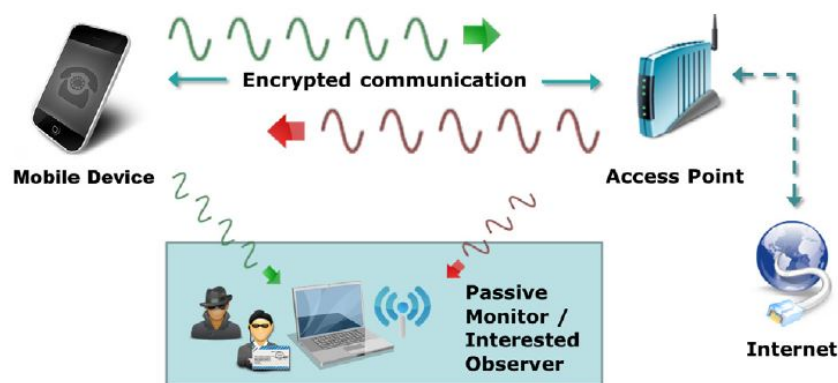 Encrypted communication
Mobile Device
Access Point
Passive
Monitor /
Interested
Observer
Internet